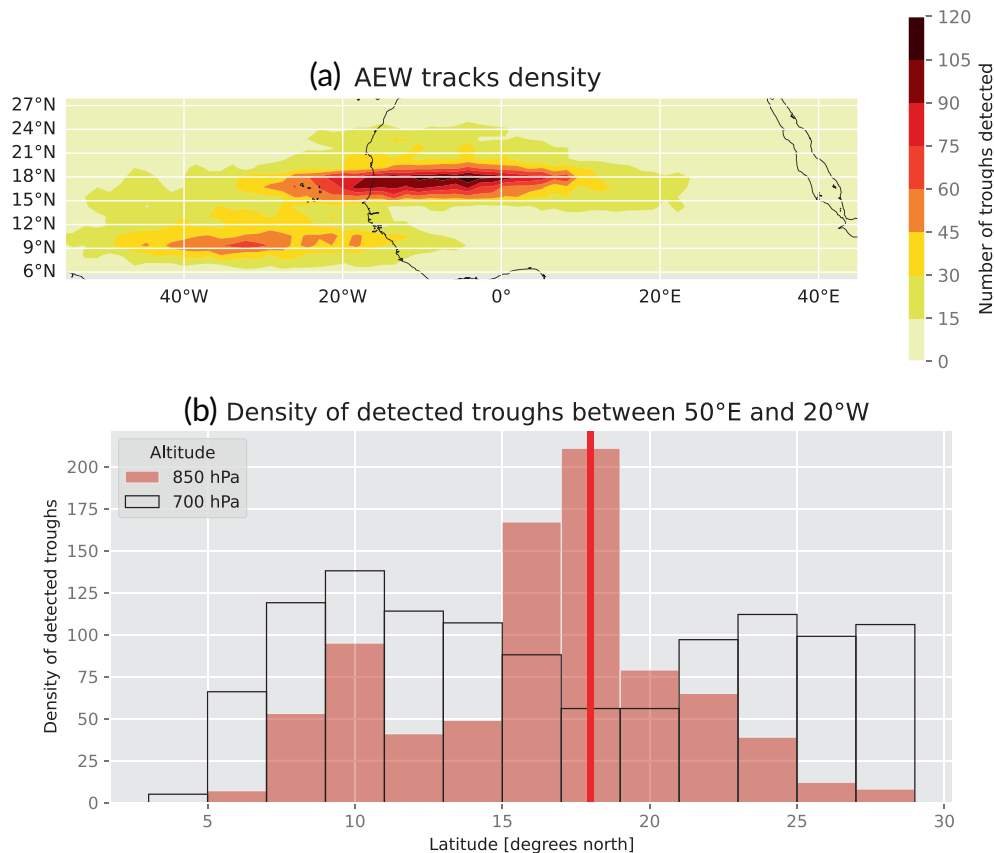 (a) AEW tracks density
27°N
24°N
21°N
18°N
15°N
12°N
9°N
6°N
40°W 20°W 0° 20°E 40°E
120
105
90
75
60
45
30
15
0
Number of troughs detected
(b) Density of detected troughs between 50°E and 20°W
Altitude
850 hPa
700 hPa
200
175
150
125
100
75
50
25
0
Density of detected troughs
5 10 15 20 25 30
Latitude [degrees north]